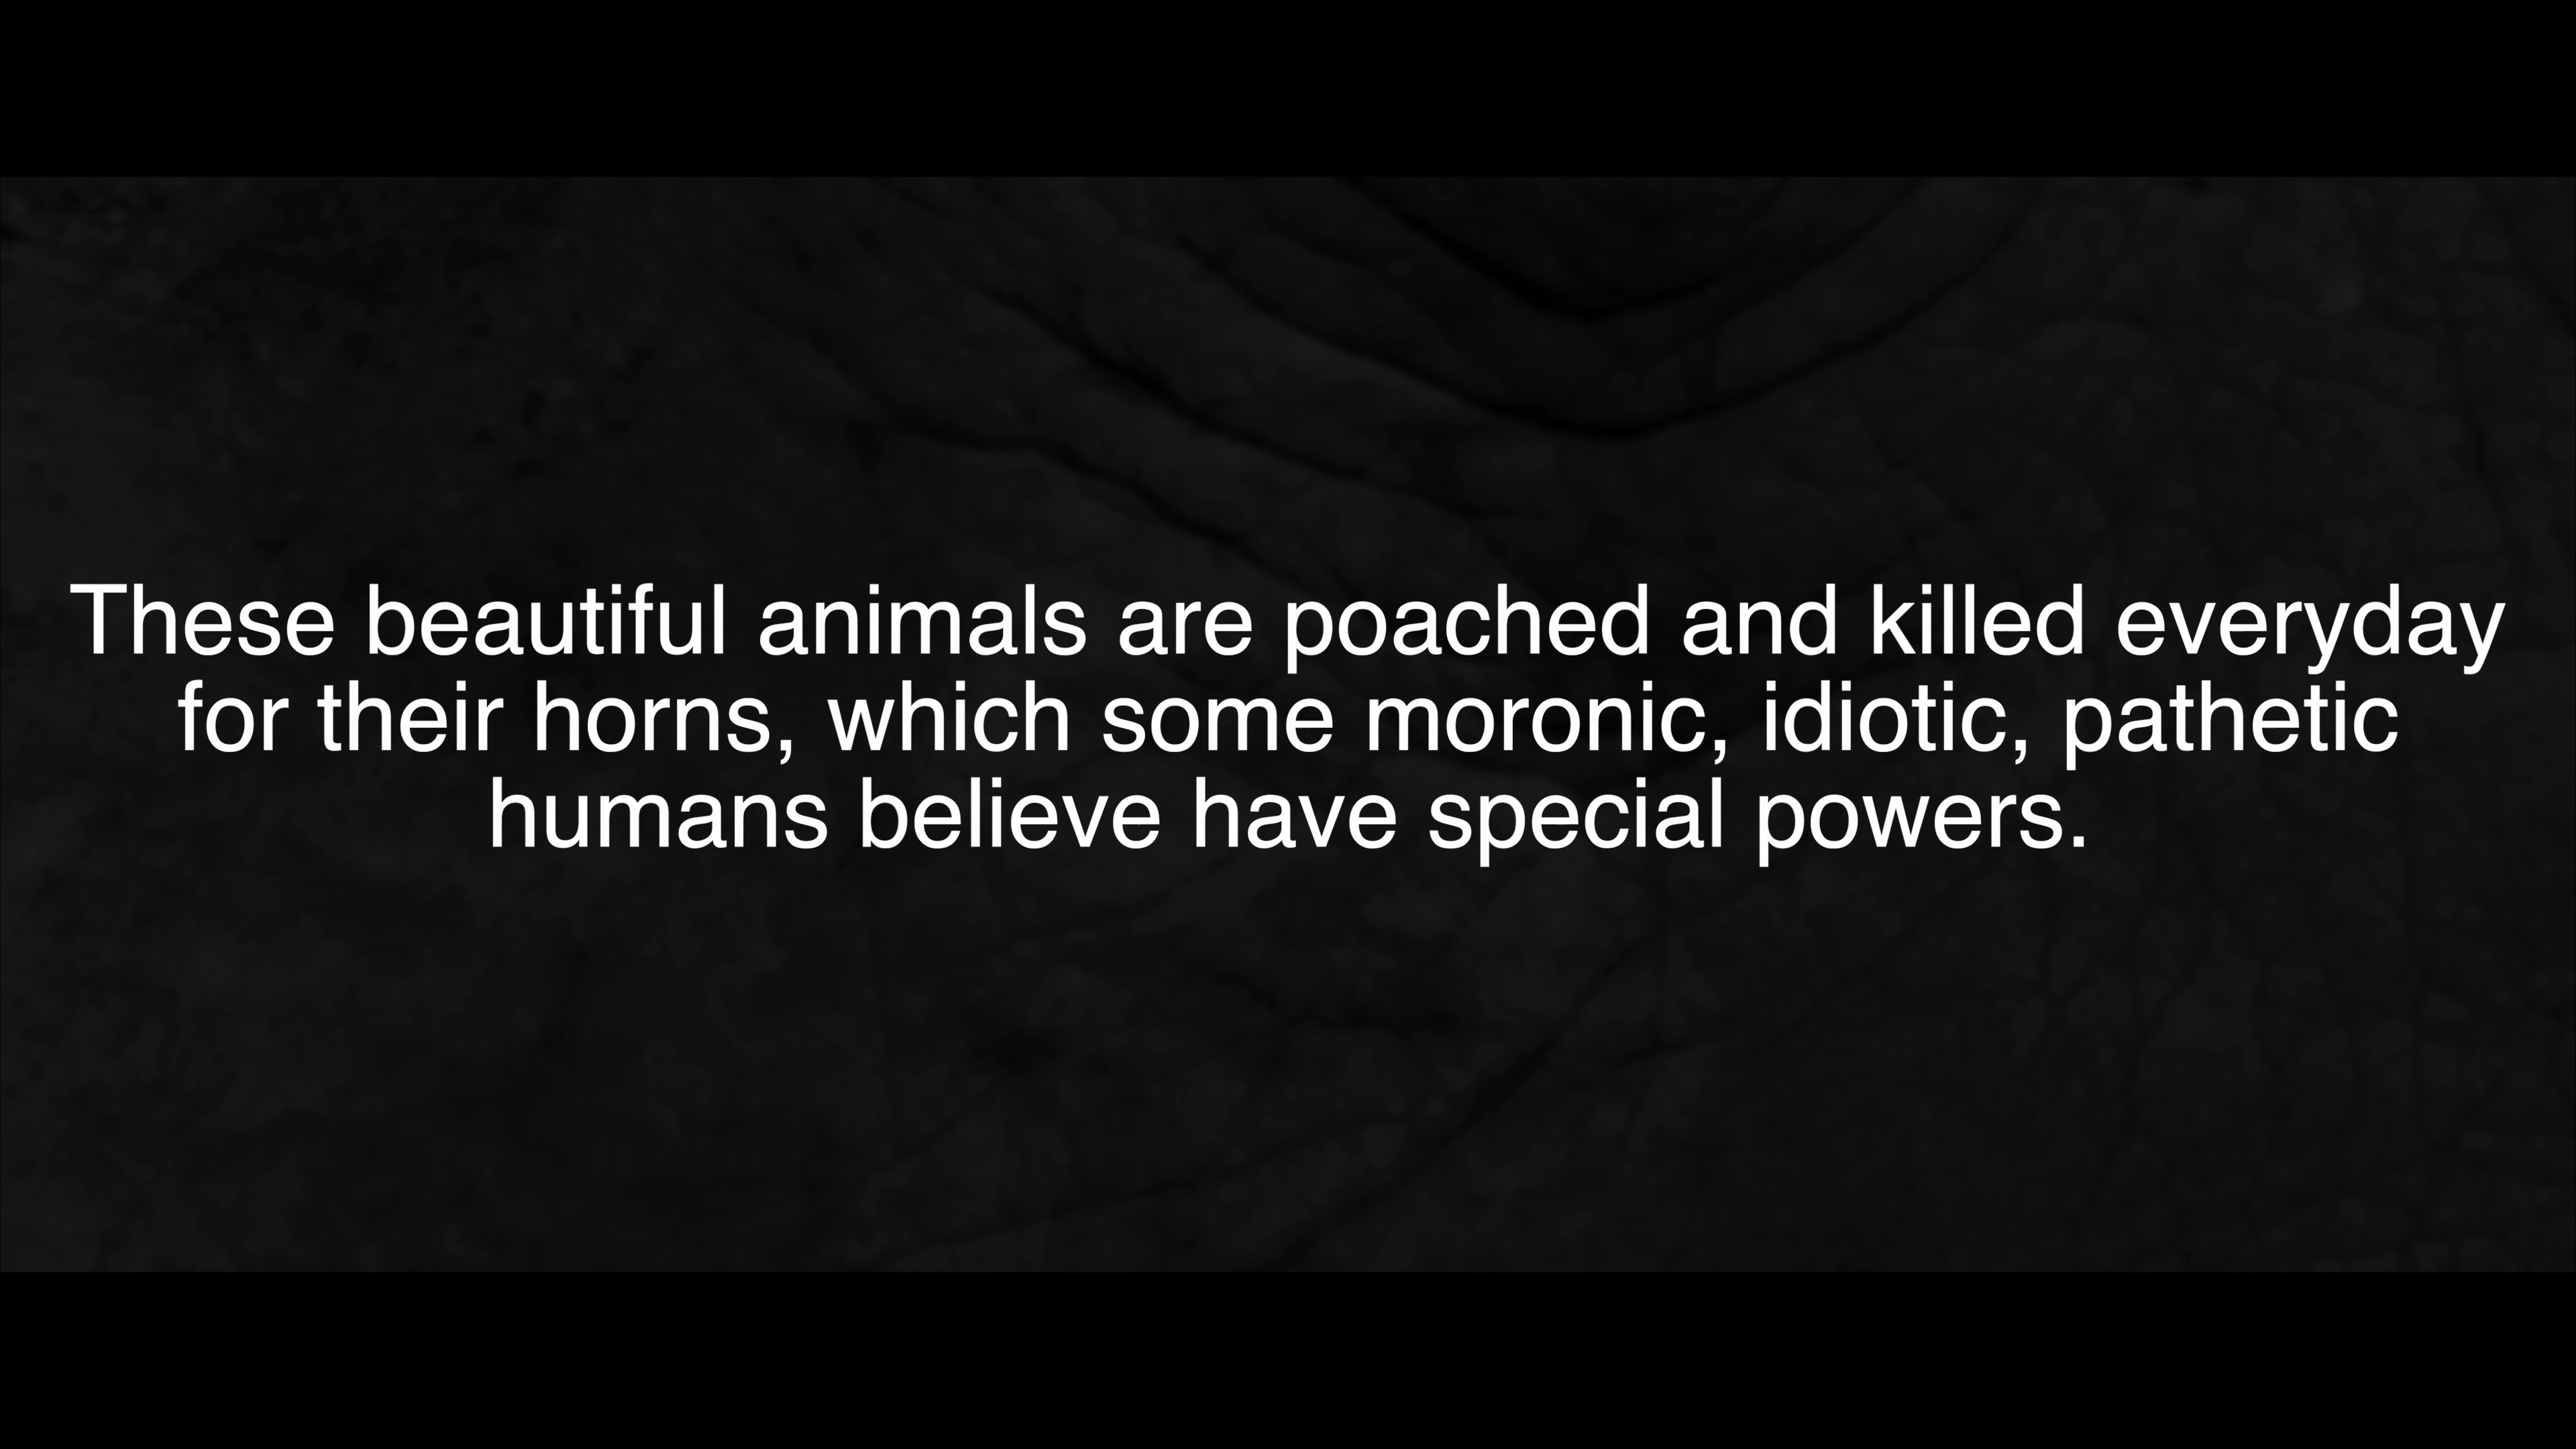 These beautiful animals are poached and killed everyday
for their horns, which some moronic, idiotic, pathetic
humans believe have special powers.